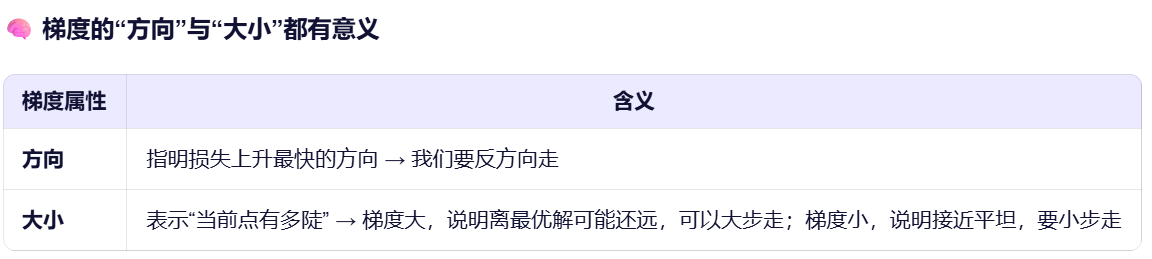 🧠 梯度的“方向”与“大小”都有意义
梯度属性 含义
方向 指明损失上升最快的方向 → 我们要反方向走
大小 表示“当前点有多陡” → 梯度大，说明离最优解可能还远，可以大步走；梯度小，说明接近平坦，要小步走